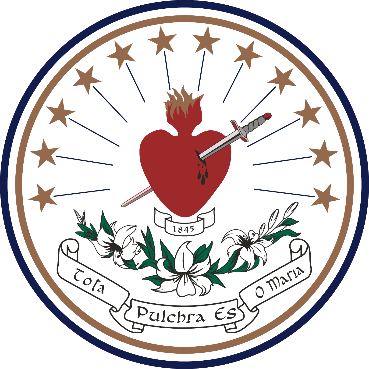 1845
Tota
Pulchra Es
O Maria